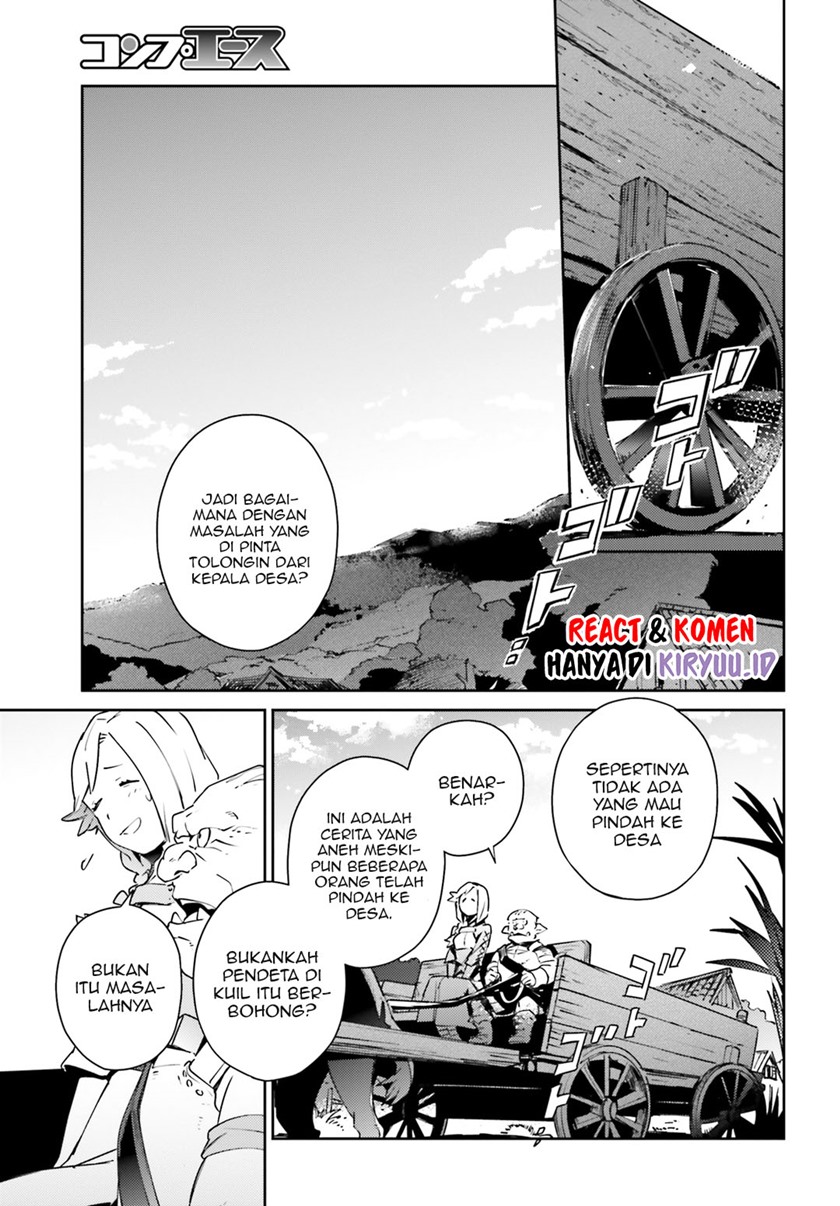 コンプエース
ゴト
ゴト
JADI BAGAI-
MANA DENGAN
MASALAH YANG
DI PINTA
TOLONGIN DARI
KEPALA DESA?
REACT & KOMEN
HANYA DI KIRYUU.ID
SEPERTINYA
TIDAK ADA
YANG MAU
PINDAH KE
DESA
BENAR-
KAH?
INI ADALAH
CERITA YANG
ANEH MESKI-
PUN BEBERAPA
ORANG TELAH
PINDAH KE
DESA.
BUKANKAH
PENDETA DI
KUIL ITU BER-
BOHONG?
ゴト
ゴト
BUKAN
ITU MASA-
LAHNYA